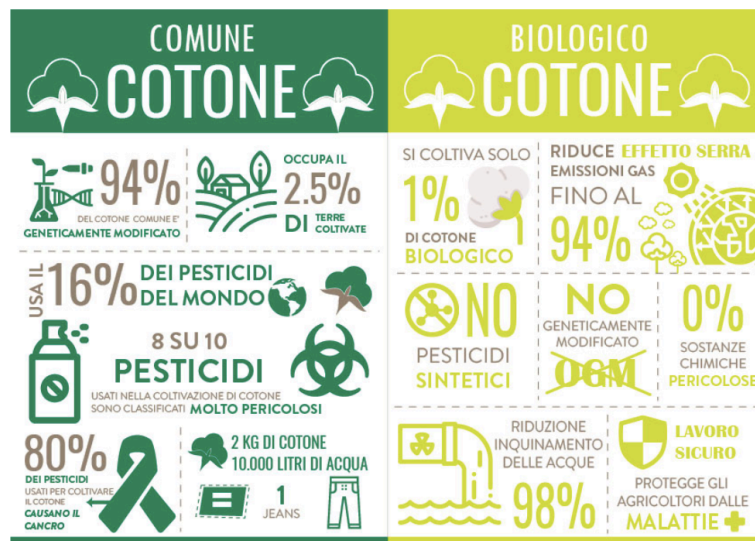 COMUNE
COTONE
94%
DEL COTONE COMUNE E'
GENETICAMENTE MODIFICATO
OCCUPA IL
2.5%
DI TERRE
COLTIVATE
USA IL 16% DEI PESTICIDI
DEL MONDO
8 SU 10
PESTICIDI
USATI NELLA COLTIVAZIONE DI COTONE
SONO CLASSIFICATI MOLTO PERICOLOSI
80%
DEI PESTICIDI
USATI PER COLTIVARE
IL COTONE
CAUSANO IL
CANCRO
2 KG DI COTONE
10.000 LITRI DI ACQUA
=
1
JEANS
BIOLOGICO
COTONE
SI COLTIVA SOLO
1%
DI COTONE
BIOLOGICO
RIDUCE EFFETTO SERRA
EMISSIONI GAS
FINO AL
94%
NO
PESTICIDI
SINTETICI
NO
GENETICAMENTE
MODIFICATO
OGM
0%
SOSTANZE
CHIMICHE
PERICOLOSE
RIDUZIONE
INQUINAMENTO
DELLE ACQUE
98%
LAVORO
SICURO
PROTEGGE GLI
AGRICOLTORI DALLE
MALATTIE